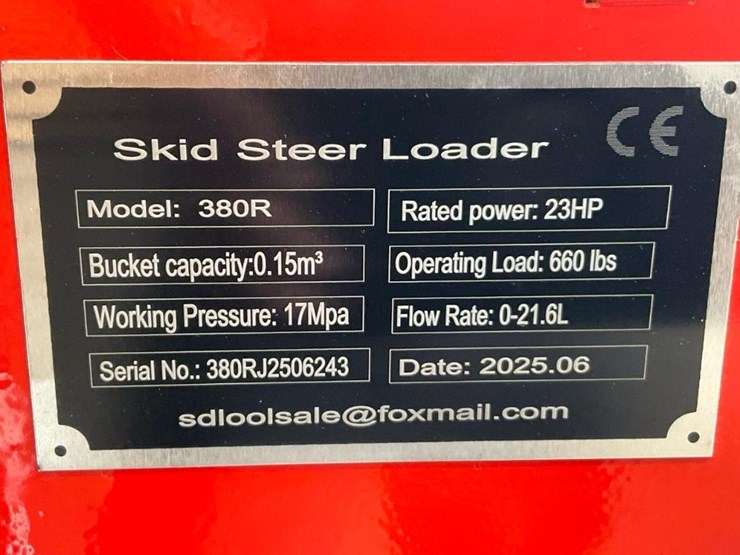 Skid Steer Loader CE
Model: 380R
Rated power: 23HP
Bucket capacity:0.15m³
Operating Load: 660 lbs
Working Pressure: 17Mpa
Flow Rate: 0-21.6L
Serial No.: 380RJ2506243
Date: 2025.06
sdloolsale@foxmail.com